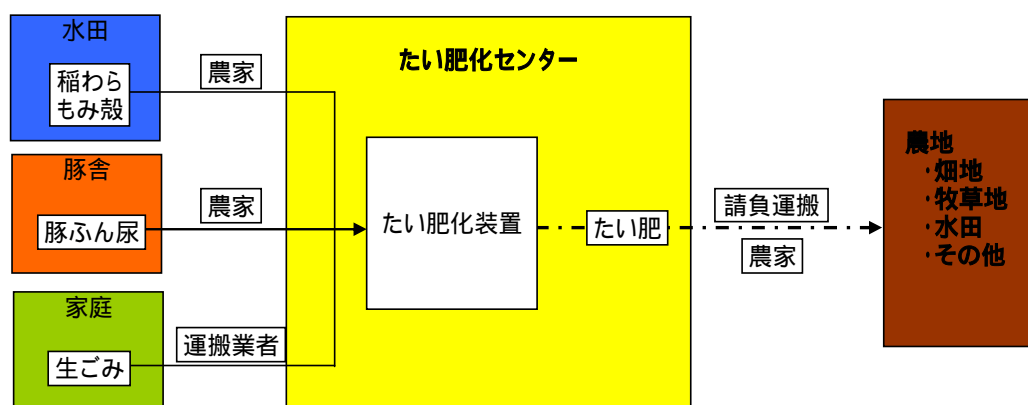 水田
稲わら
もみ殻
農家
豚舎
豚ふん尿
農家
家庭
生ごみ
運搬業者
たい肥化センター
たい肥化装置
たい肥
請負運搬
農家
農地
・畑地
・牧草地
・水田
・その他